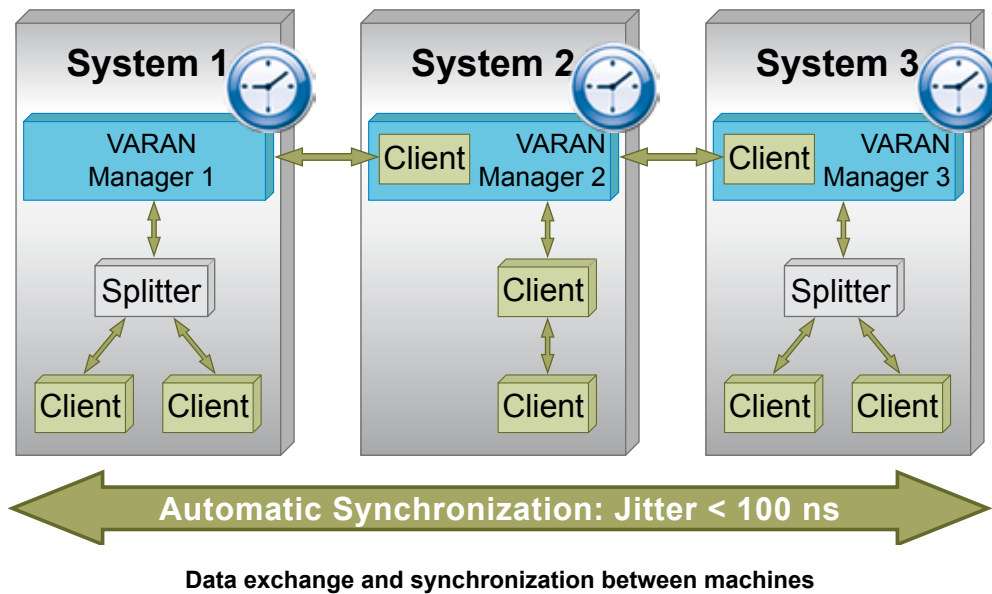 System 1
System 2
System 3
VARAN
Manager 1
Client
VARAN
Manager 2
Client
VARAN
Manager 3
Splitter
Client
Client
Client
Client
Splitter
Client
Client
Automatic Synchronization: Jitter < 100 ns
Data exchange and synchronization between machines